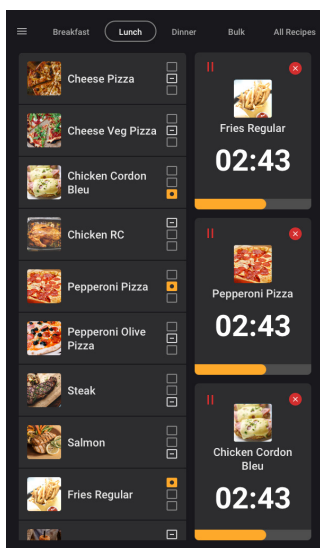 Breakfast
Lunch
Dinner
Bulk
All Recipes
Cheese Pizza
Cheese Veg Pizza
Chicken Cordon
Bleu
Chicken RC
Pepperoni Pizza
Pepperoni Olive
Pizza
Steak
Salmon
Fries Regular
Fries Regular
02:43
Pepperoni Pizza
02:43
Chicken Cordon
Bleu
02:43